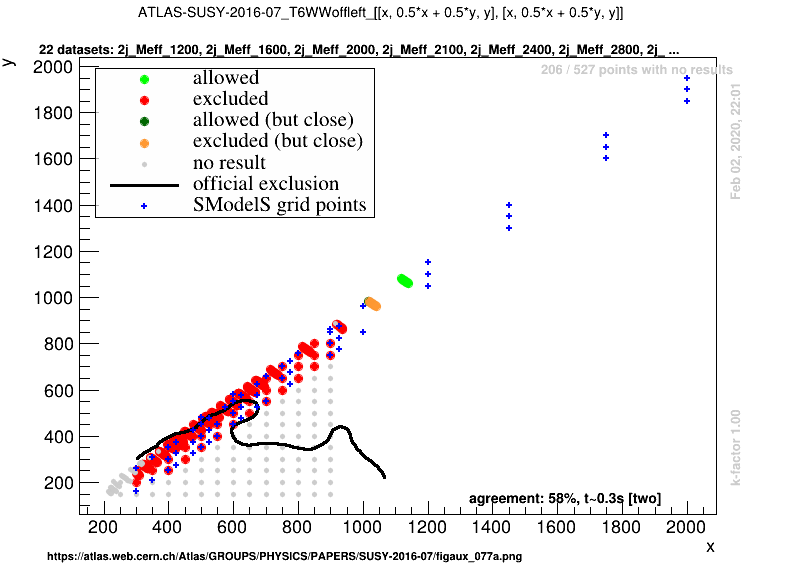 ATLAS-SUSY-2016-07_T6WWoffleft_[[x, 0.5*x + 0.5*y, y], [x, 0.5*x + 0.5*y, y]]
22 datasets: 2j_Meff_1200, 2j_Meff_1600, 2j_Meff_2000, 2j_Meff_2100, 2j_Meff_2400, 2j_Meff_2800, 2j_ ...
y
206 / 527 points with no results
allowed
excluded
allowed (but close)
excluded (but close)
no result
official exclusion
SModelS grid points
2000
1800
1600
1400
1200
1000
800
600
400
200
Feb 02, 2020, 22:01
k-factor 1.00
agreement: 58%, t~0.3s [two]
200 400 600 800 1000 1200 1400 1600 1800 2000
x
https://atlas.web.cern.ch/Atlas/GROUPS/PHYSICS/PAPERS/SUSY-2016-07/figaux_077a.png